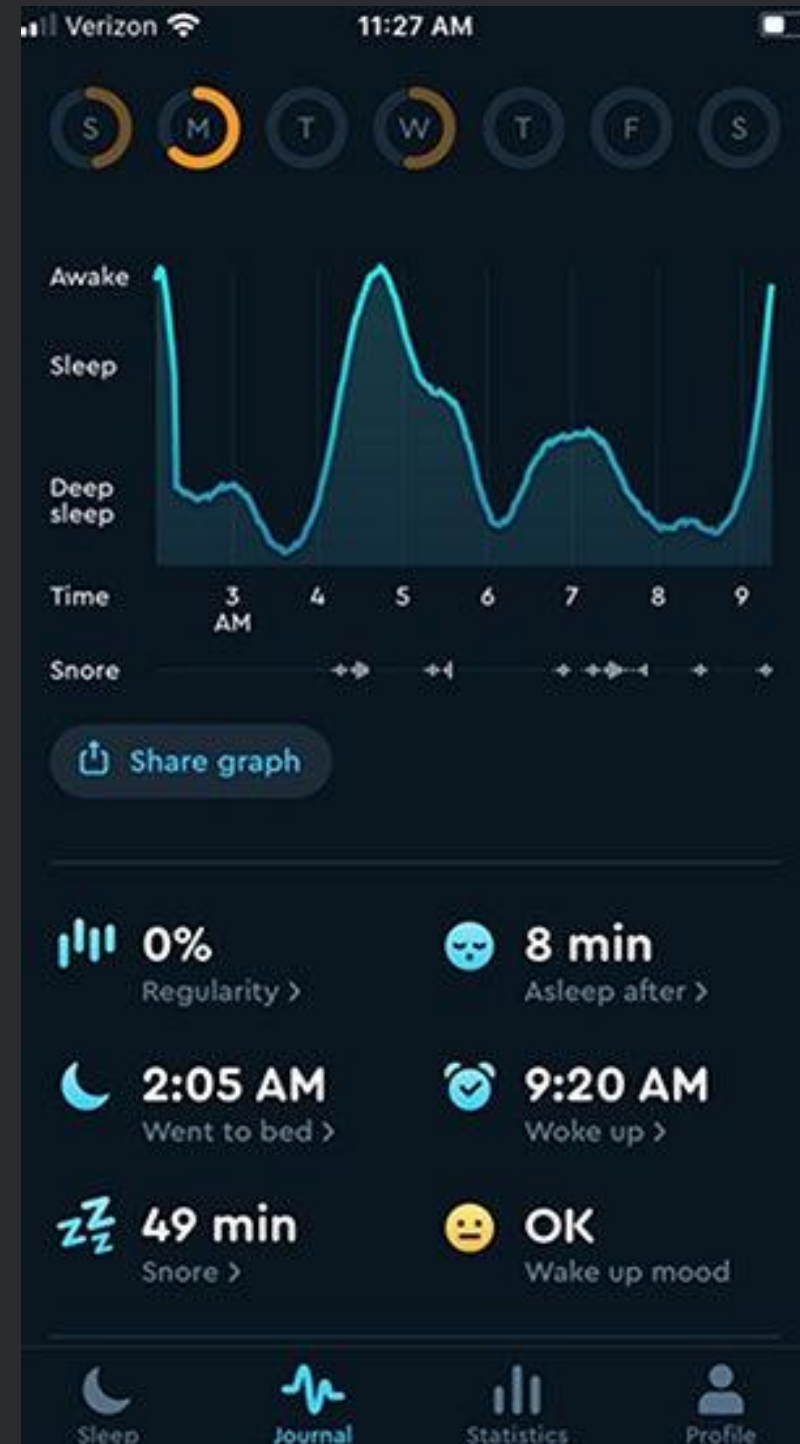 Verizon 11:27 AM
S M T W T F S
Awake
Sleep
Deep
sleep
Time 3 4 5 6 7 8 9
AM
Snore
Share graph
0% 8 min
Regularity > Asleep after >
2:05 AM 9:20 AM
Went to bed > Woke up >
49 min OK
Snore > Wake up mood
Sleep Journal Statistics Profile